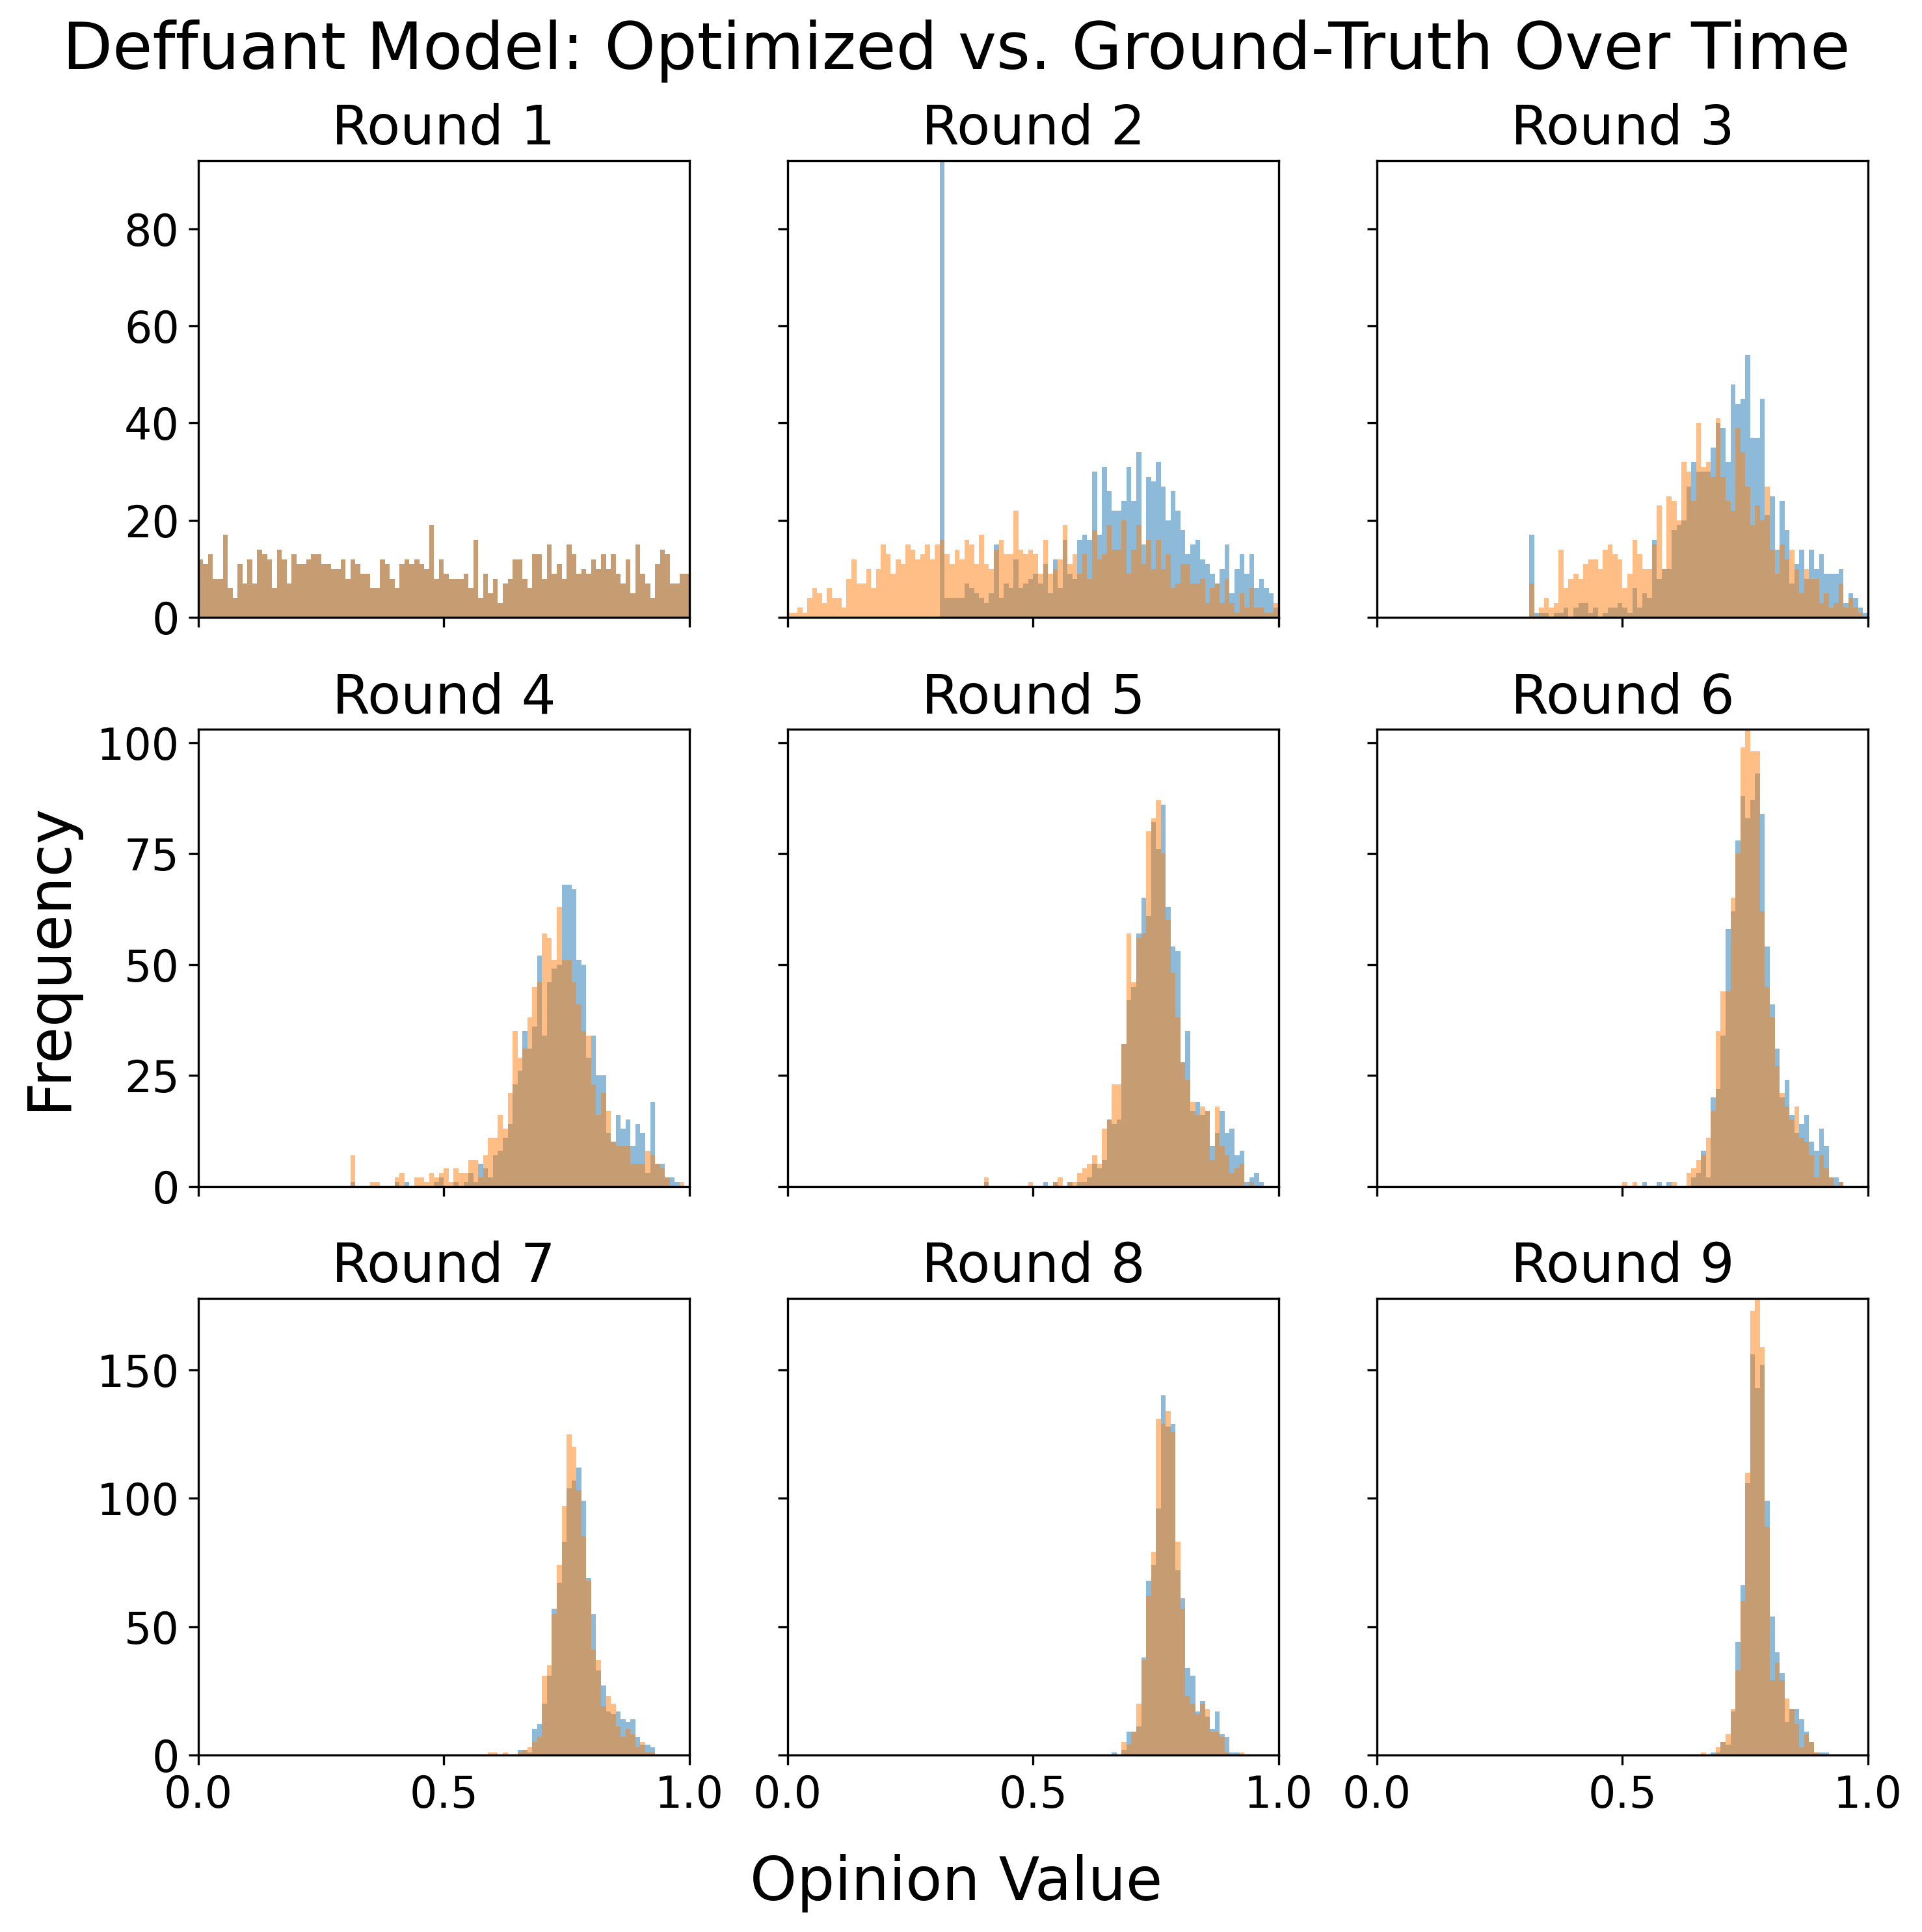 Deffuant Model: Optimized vs. Ground-Truth Over Time
Round 1
Round 2
Round 3
80
60
40
20
0
Round 4
Round 5
Round 6
100
75
50
25
0
Frequency
Round 7
Round 8
Round 9
150
100
50
0
0.0 0.5 1.0 0.0 0.5 1.0 0.0 0.5 1.0
Opinion Value